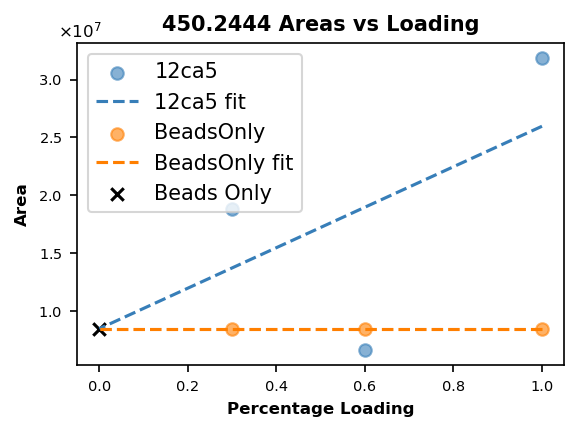 450.2444 Areas vs Loading
×10⁷
12ca5
12ca5 fit
BeadsOnly
BeadsOnly fit
Beads Only
3.0
2.5
2.0
1.5
1.0
Area
0.0 0.2 0.4 0.6 0.8 1.0
Percentage Loading